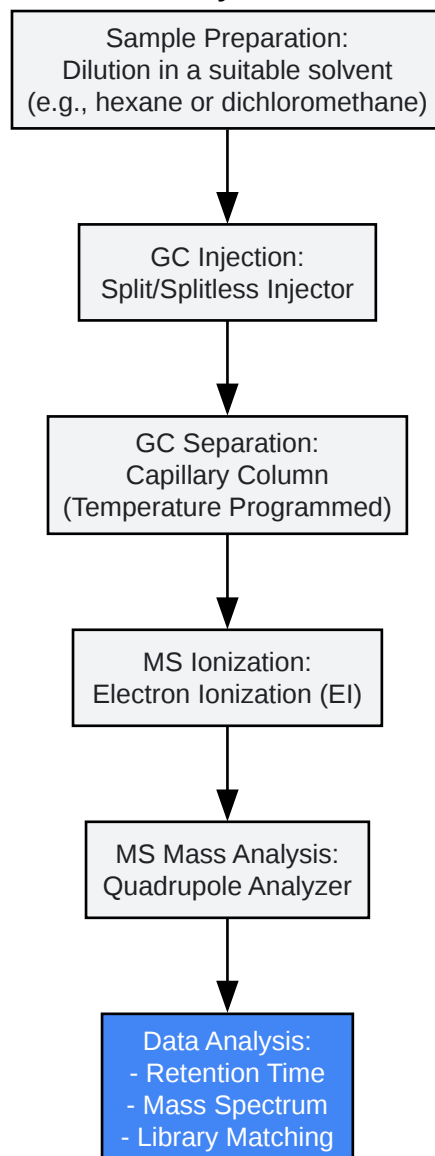 Sample Preparation:
Dilution in a suitable solvent
(e.g., hexane or dichloromethane)
GC Injection:
Split/Splitless Injector
GC Separation:
Capillary Column
(Temperature Programmed)
MS Ionization:
Electron Ionization (EI)
MS Mass Analysis:
Quadrupole Analyzer
Data Analysis:
- Retention Time
- Mass Spectrum
- Library Matching